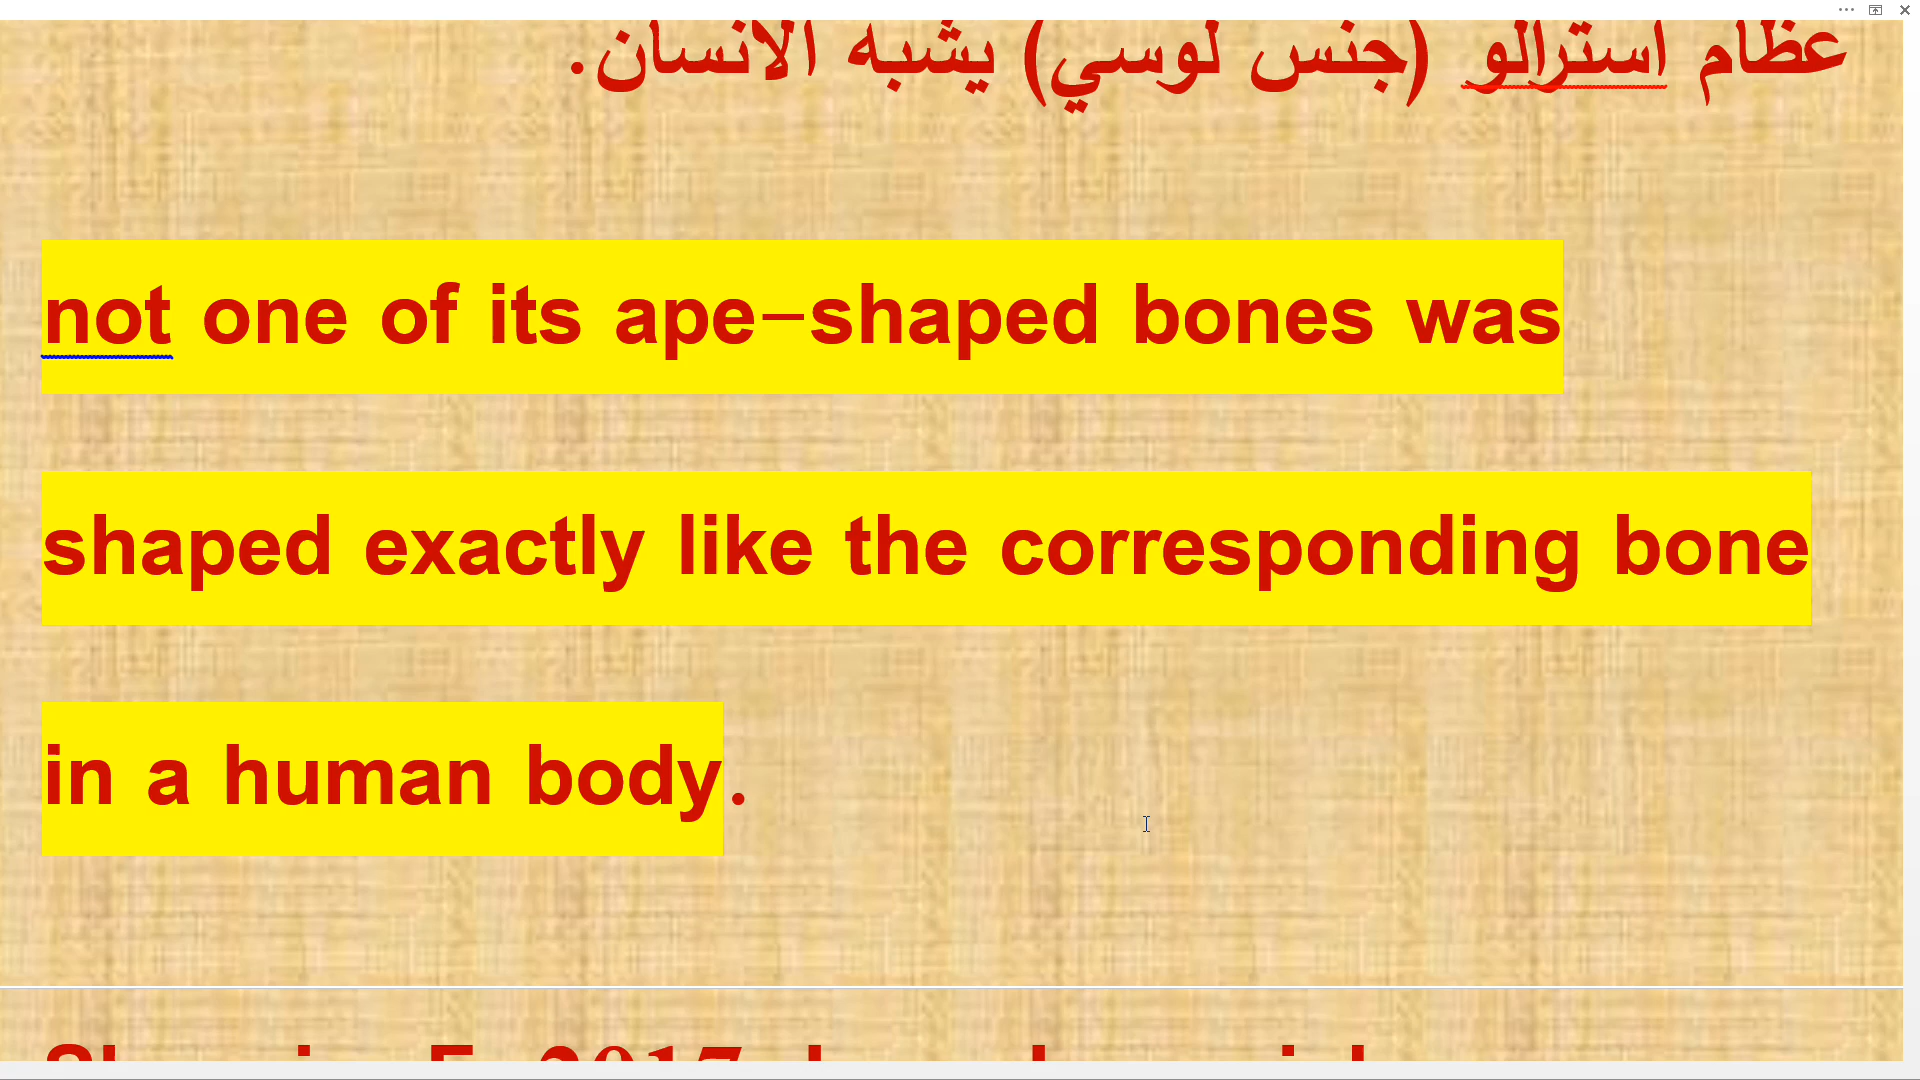 عظام استرالو (جنس لوسي) يشبه الانسان.
not one of its ape-shaped bones was
shaped exactly like the corresponding bone
in a human body.